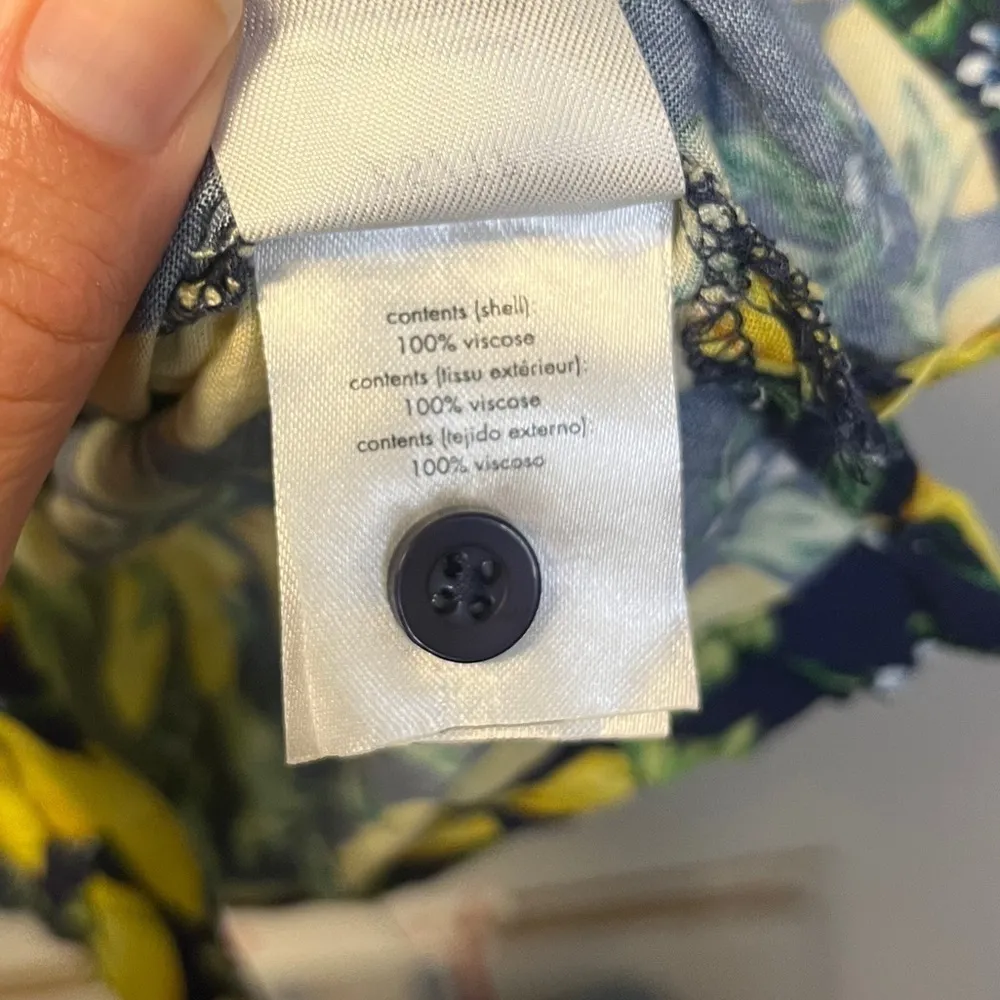 contents (shell):
100% viscose
contents (tissu extérieur):
100% viscose
contents (tejido externo):
100% viscoso